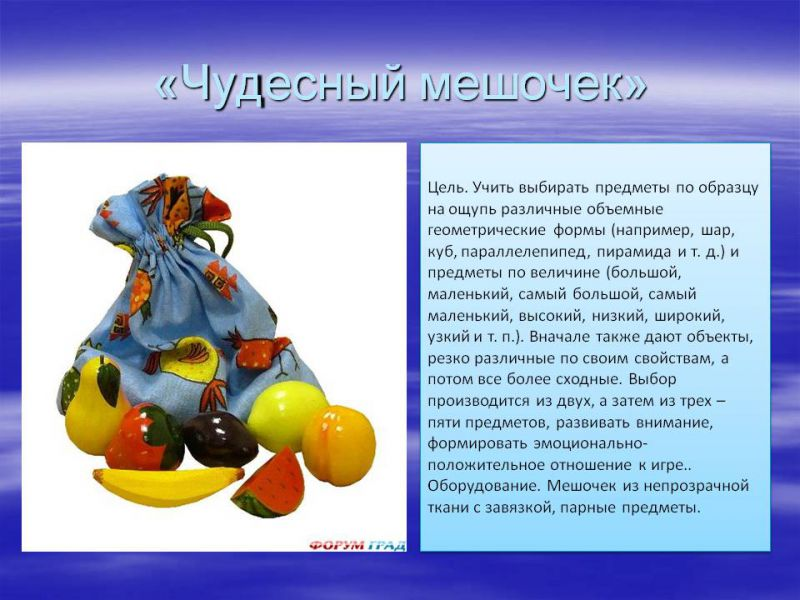 «Чудесный мешочек»
Цель. Учить выбирать предметы по образцу
на ощупь различные объемные
геометрические формы (например, шар,
куб, параллелепипед, пирамида и т. д.) и
предметы по величине (большой,
маленький, самый большой, самый
маленький, высокий, низкий, широкий,
узкий и т. п.). Вначале также дают объекты,
резко различные по своим свойствам, а
потом все более сходные. Выбор
производится из двух, а затем из трех –
пяти предметов, развивать внимание,
формировать эмоционально-
положительное отношение к игре..
Оборудование. Мешочек из непрозрачной
ткани с завязкой, парные предметы.
ФОРУМ ГРАД